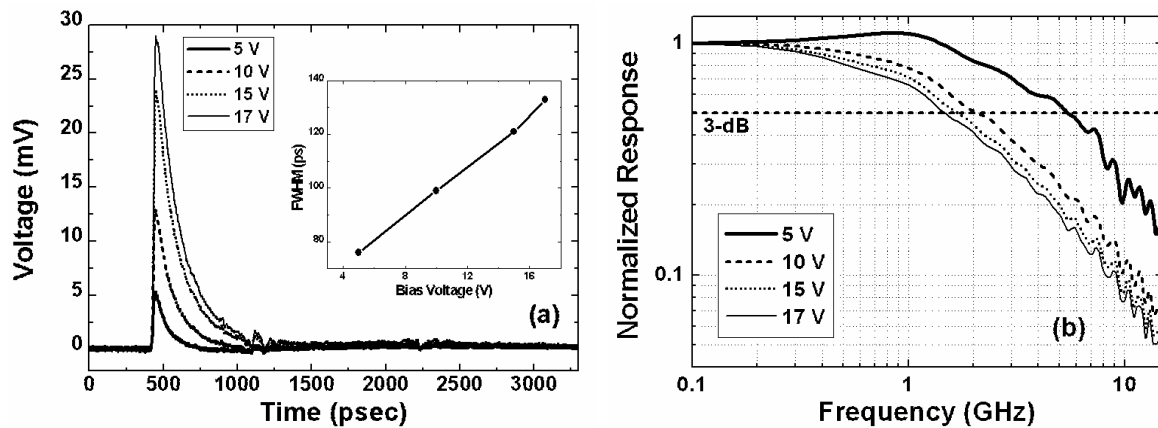 30
25
20
15
10
5
0
Voltage (mV)
5 V
10 V
15 V
17 V
140
120
100
80
FWHM (ps)
4 8 12 16
Bias Voltage (V)
(a)
0 500 1000 1500 2000 2500 3000
Time (psec)
1
0.1
Normalized Response
3-dB
5 V
10 V
15 V
17 V
(b)
0.1 1 10
Frequency (GHz)